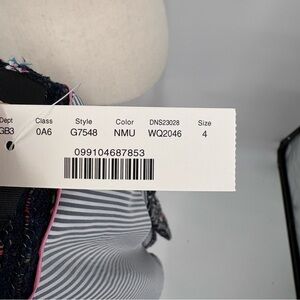 Dept Class Style Color DNS23028 Size
GB3 0A6 G7548 NMU WQ2046 4
099104687853